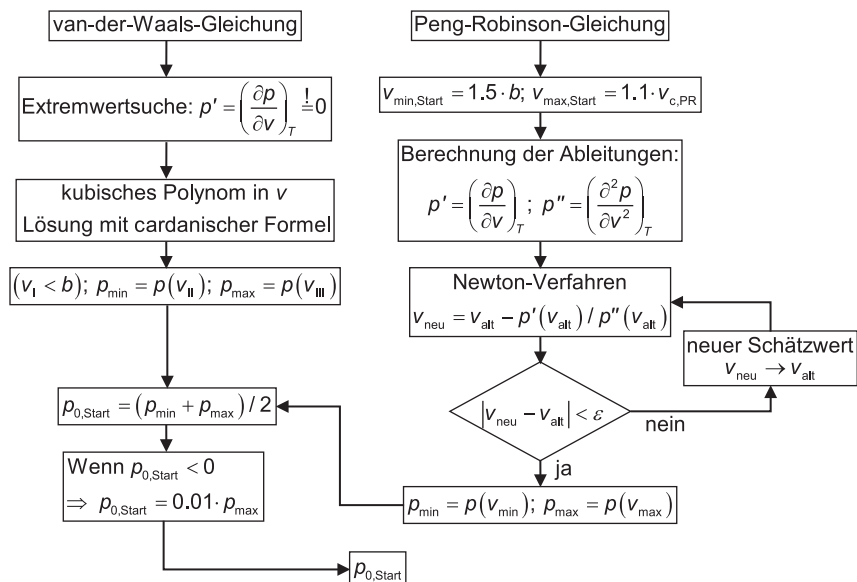 van-der-Waals-Gleichung
Extremwertsuche: p′ = (∂p/∂v)_T =! 0
kubisches Polynom in v
Lösung mit cardanischer Formel
(v_I < b); p_min = p(v_II); p_max = p(v_III)
p_0,Start = (p_min + p_max) / 2
Wenn p_0,Start < 0
⇒ p_0,Start = 0.01 · p_max
p_0,Start
Peng-Robinson-Gleichung
v_min,Start = 1.5 · b; v_max,Start = 1.1 · v_c,PR
Berechnung der Ableitungen:
p′ = (∂p/∂v)_T ; p″ = (∂²p/∂v²)_T
Newton-Verfahren
v_neu = v_alt − p′(v_alt) / p″(v_alt)
neuer Schätzwert
v_neu → v_alt
|v_neu − v_alt| < ε
nein
ja
p_min = p(v_min); p_max = p(v_max)